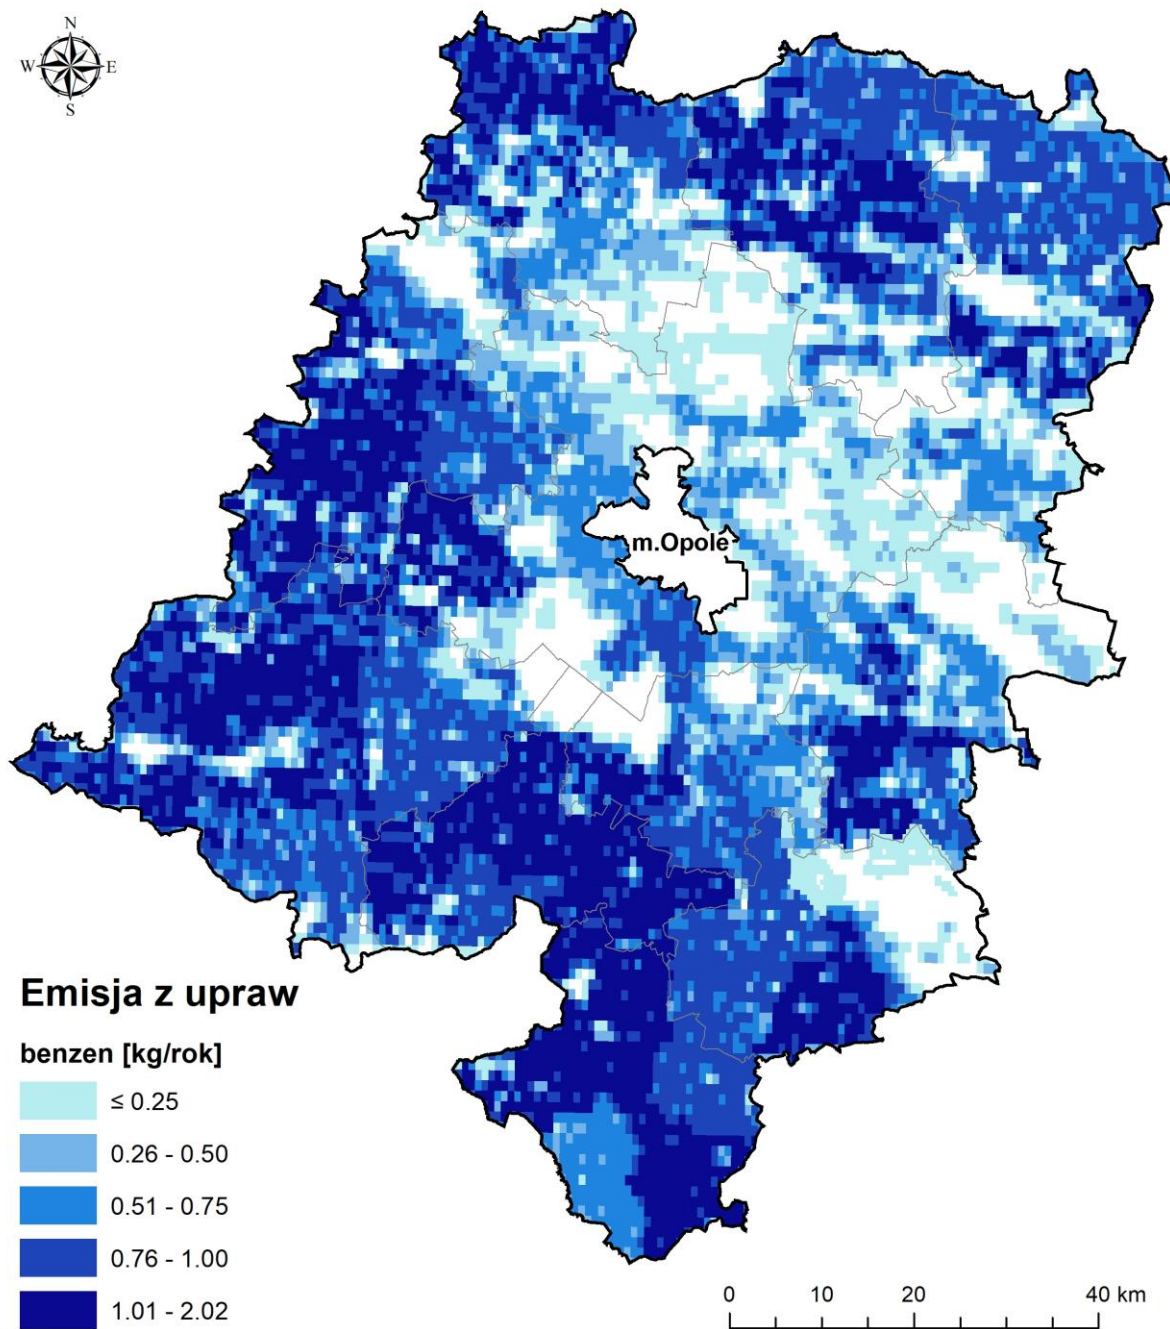 N
W E
S
m.Opole
Emisja z upraw
benzen [kg/rok]
≤ 0.25
0.26 - 0.50
0.51 - 0.75
0.76 - 1.00
1.01 - 2.02
0 10 20 40 km